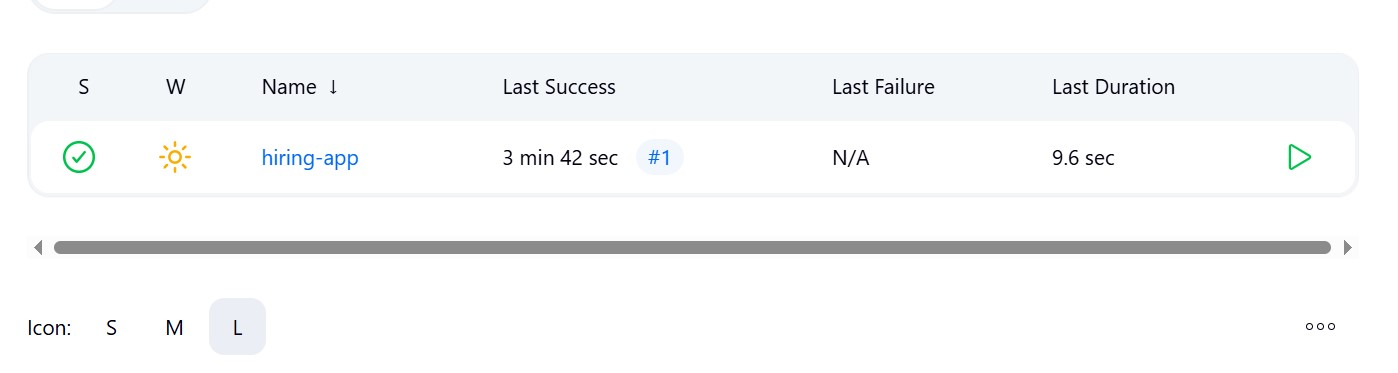 S W Name ↓ Last Success Last Failure Last Duration
hiring-app 3 min 42 sec #1 N/A 9.6 sec
Icon: S M L